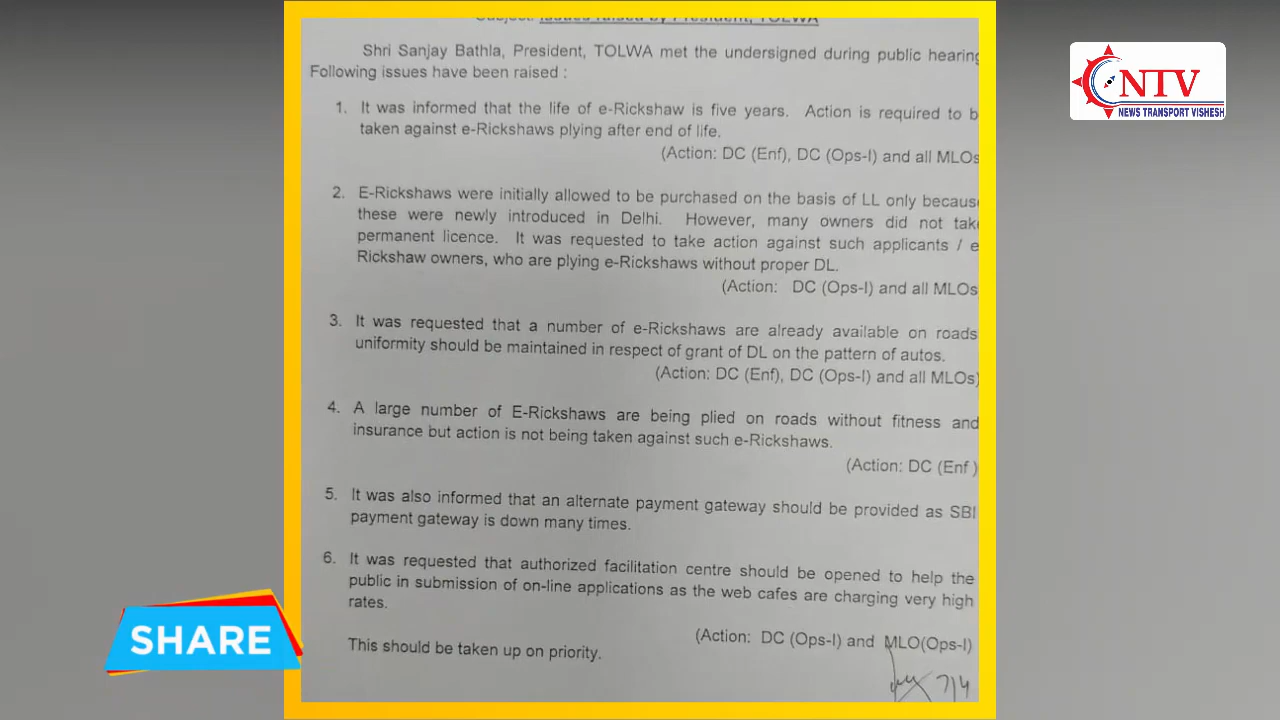 Subject: Issues raised by President, TOLWA
Shri Sanjay Bathla, President, TOLWA met the undersigned during public hearing
Following issues have been raised :
1. It was informed that the life of e-Rickshaw is five years. Action is required to b
taken against e-Rickshaws plying after end of life.
(Action: DC (Enf), DC (Ops-I) and all MLOs
2. E-Rickshaws were initially allowed to be purchased on the basis of LL only becaus
these were newly introduced in Delhi. However, many owners did not tak
permanent licence. It was requested to take action against such applicants / e
Rickshaw owners, who are plying e-Rickshaws without proper DL.
(Action: DC (Ops-I) and all MLOs
3. It was requested that a number of e-Rickshaws are already available on roads
uniformity should be maintained in respect of grant of DL on the pattern of autos.
(Action: DC (Enf), DC (Ops-I) and all MLOs)
4. A large number of E-Rickshaws are being plied on roads without fitness and
insurance but action is not being taken against such e-Rickshaws.
(Action: DC (Enf )
5. It was also informed that an alternate payment gateway should be provided as SBI
payment gateway is down many times.
6. It was requested that authorized facilitation centre should be opened to help the
public in submission of on-line applications as the web cafes are charging very high
rates.
(Action: DC (Ops-I) and MLO(Ops-I)
This should be taken up on priority.
7/4
NTV
NEWS TRANSPORT VISHESH
SHARE